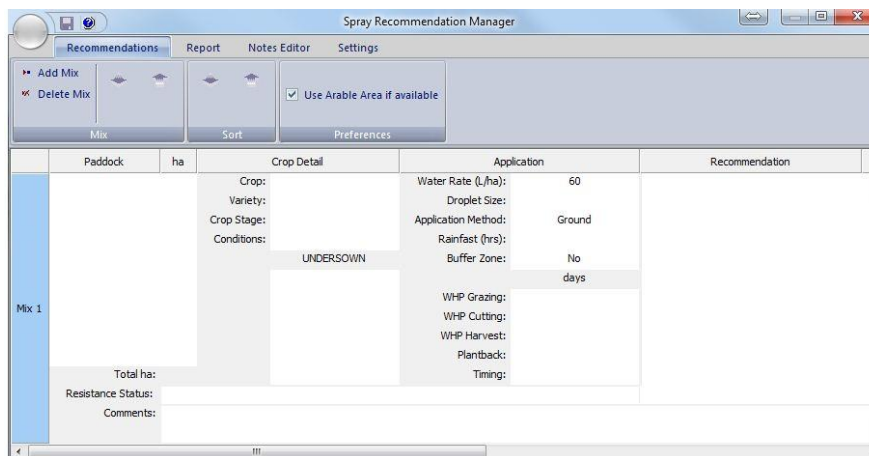 Spray Recommendation Manager
Recommendations Report Notes Editor Settings
Add Mix
Delete Mix
Use Arable Area if available
Mix Sort Preferences
Paddock ha Crop Detail Application Recommendation
Crop: Water Rate (L/ha): 60
Variety: Droplet Size:
Crop Stage: Application Method: Ground
Conditions: Rainfast (hrs):
UNDERSOWN Buffer Zone: No
days
WHP Grazing:
Mix 1
WHP Cutting:
WHP Harvest:
Plantback:
Total ha: Timing:
Resistance Status:
Comments: